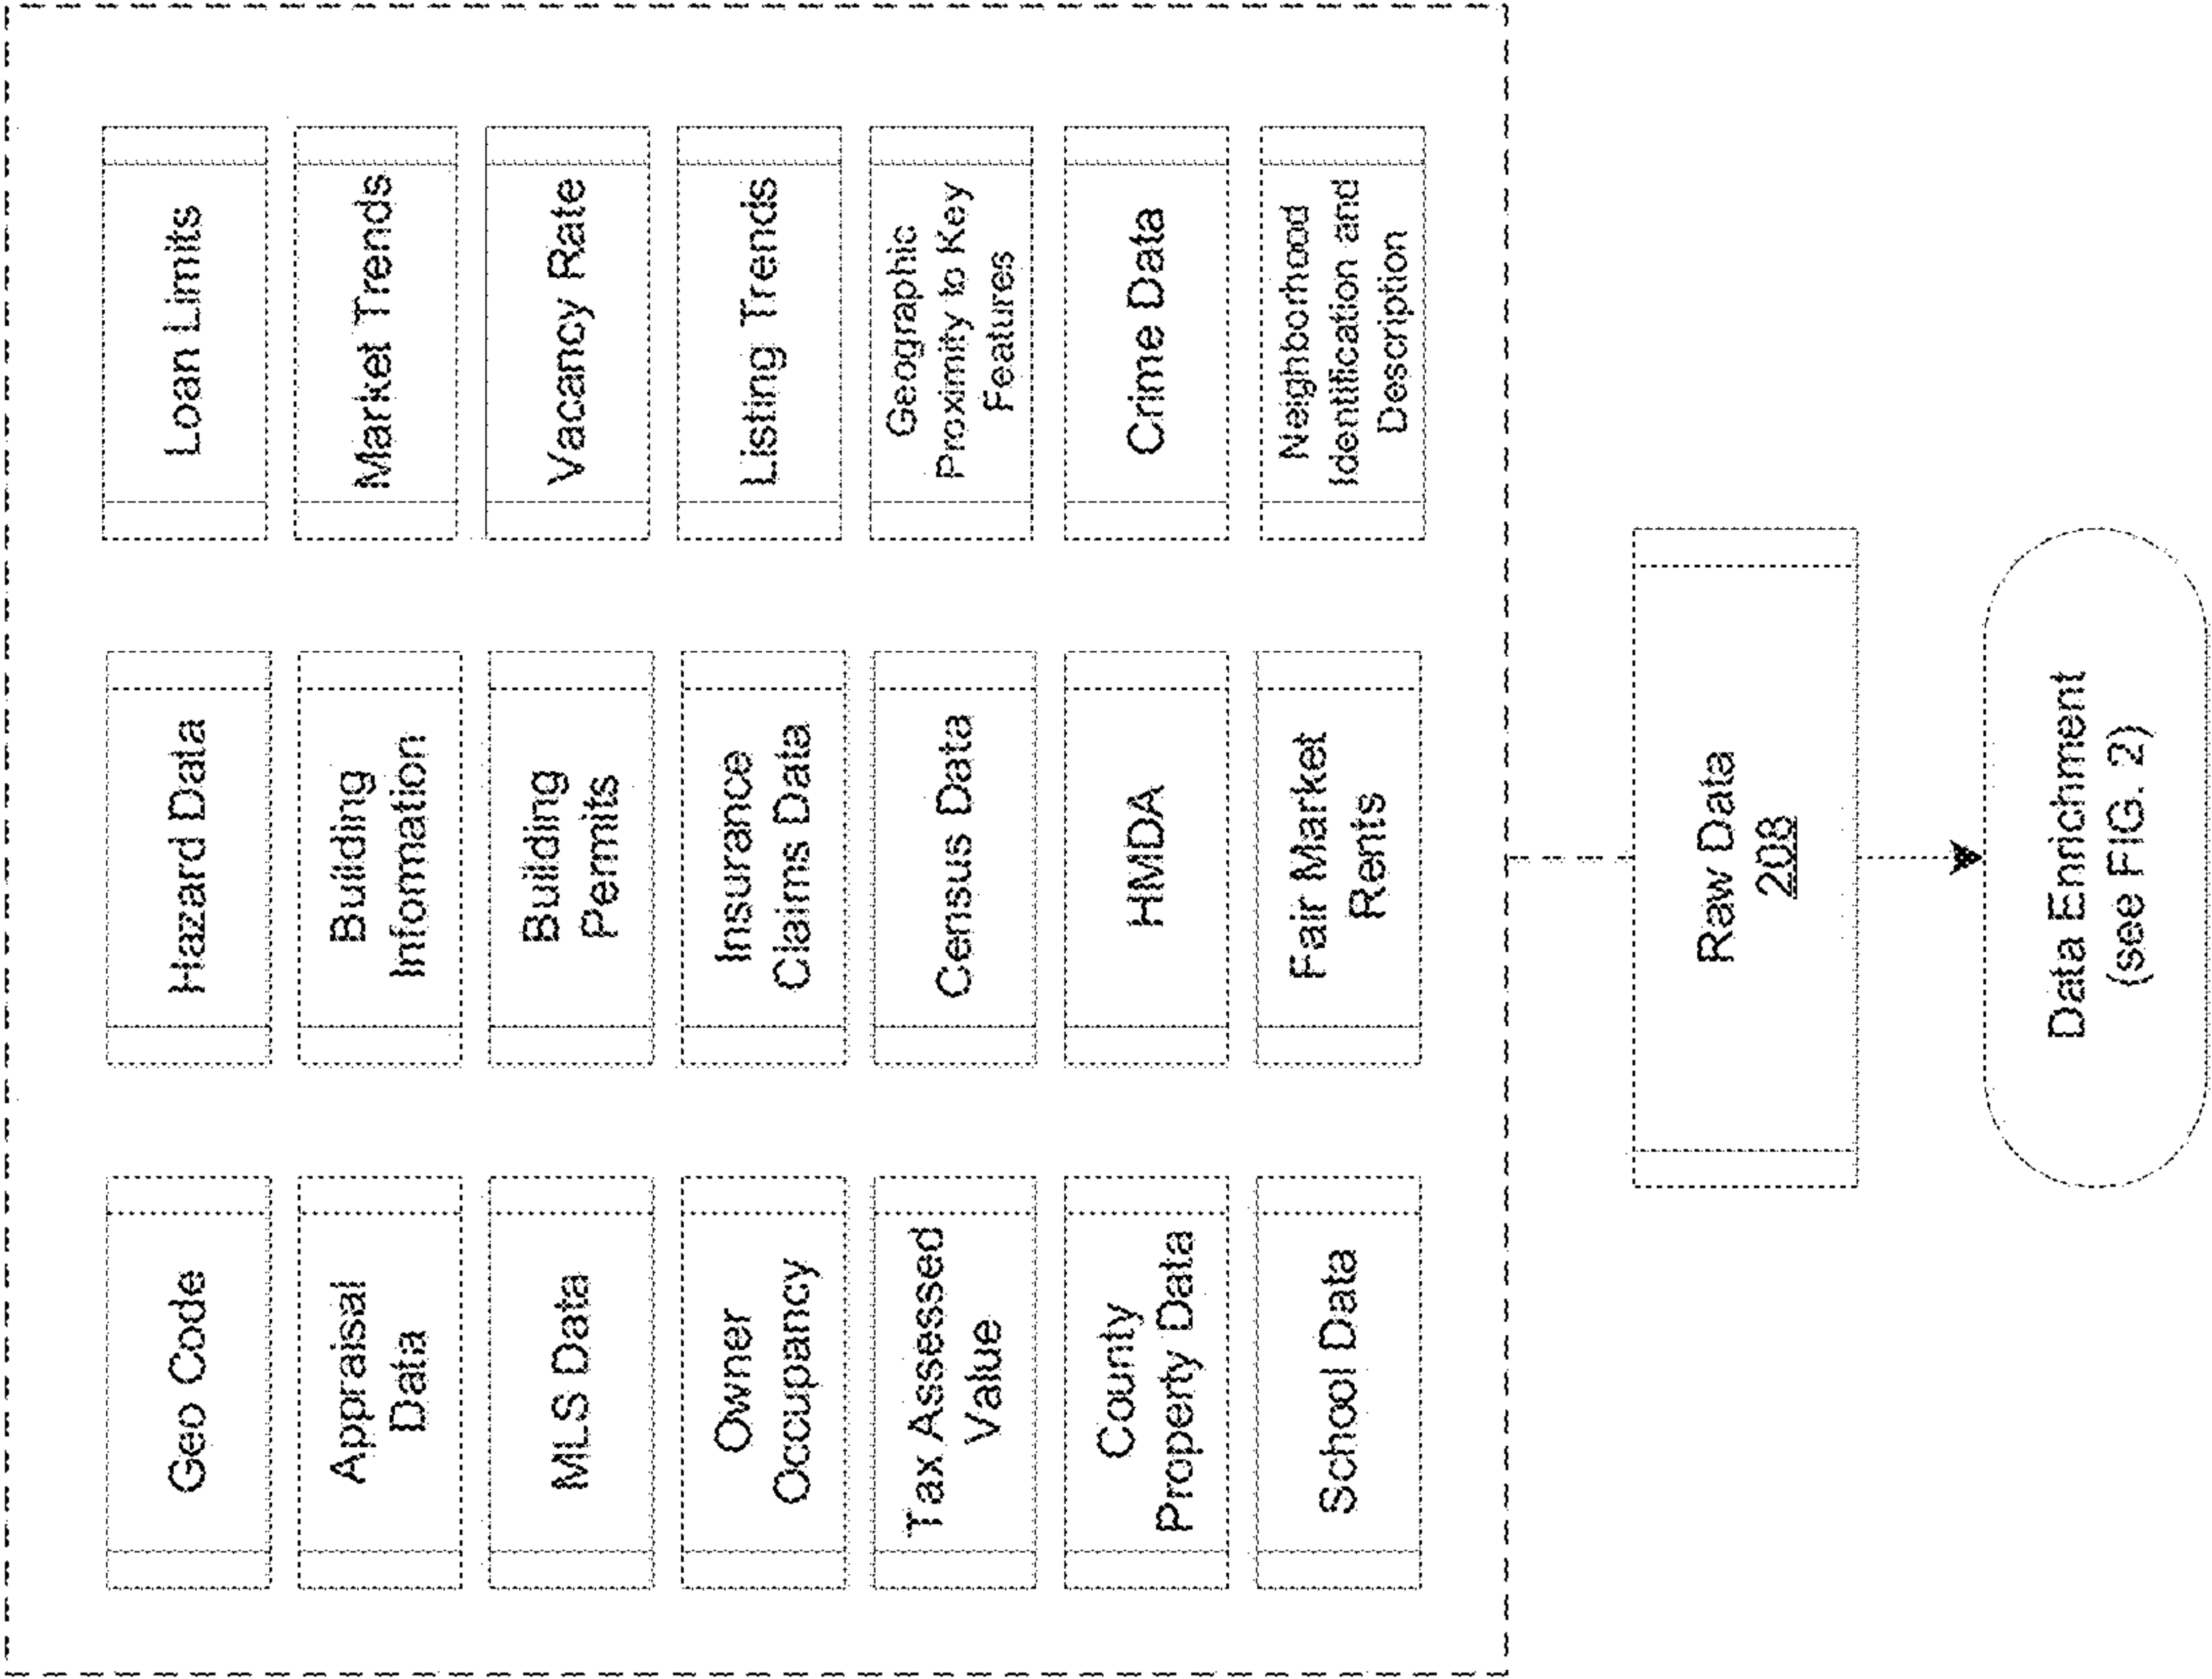 Geo Code
Appraisal
Data
MLS Data
Owner
Occupancy
Tax Assessed
Value
County
Property Data
School Data
Hazard Data
Building
Information
Building
Permits
Insurance
Claims Data
Census Data
HMDA
Fair Market
Rents
Loan Limits
Market Trends
Vacancy Rate
Listing Trends
Geographic
Proximity to Key
Features
Crime Data
Neighborhood
Identification and
Description
Raw Data
208
Data Enrichment
(see FIG. 2)